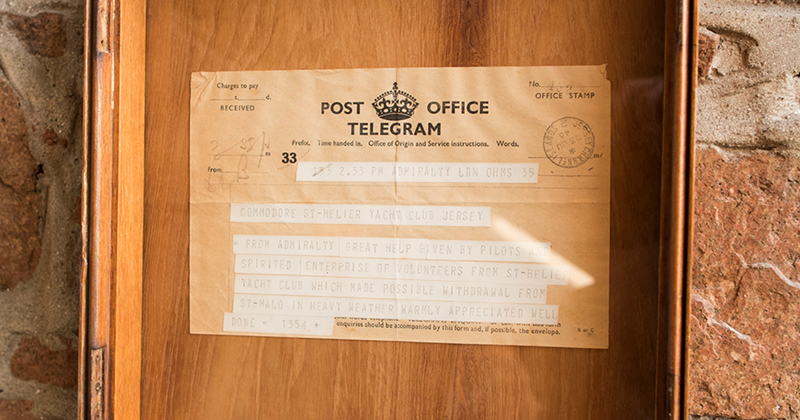 Charges to pay
s. d.
RECEIVED
POST OFFICE
TELEGRAM
No.
OFFICE STAMP
Prefix. Time handed in. Office of Origin and Service instructions. Words.
33
From
m
2.33 PM ADMIRALTY LDN OHMS 35
COMMODORE ST-HELIER YACHT CLUB JERSEY
= FROM ADMIRALTY GREAT HELP GIVEN BY PILOTS AND
SPIRITED ENTERPRISE OF VOLUNTEERS FROM ST-HELIER
YACHT CLUB WHICH MADE POSSIBLE WITHDRAWAL FROM
ST-MALO IN HEAVY WEATHER WARMLY APPRECIATED WELL
DONE = 1354 +
enquiries should be accompanied by this form and, if possible, the envelope.